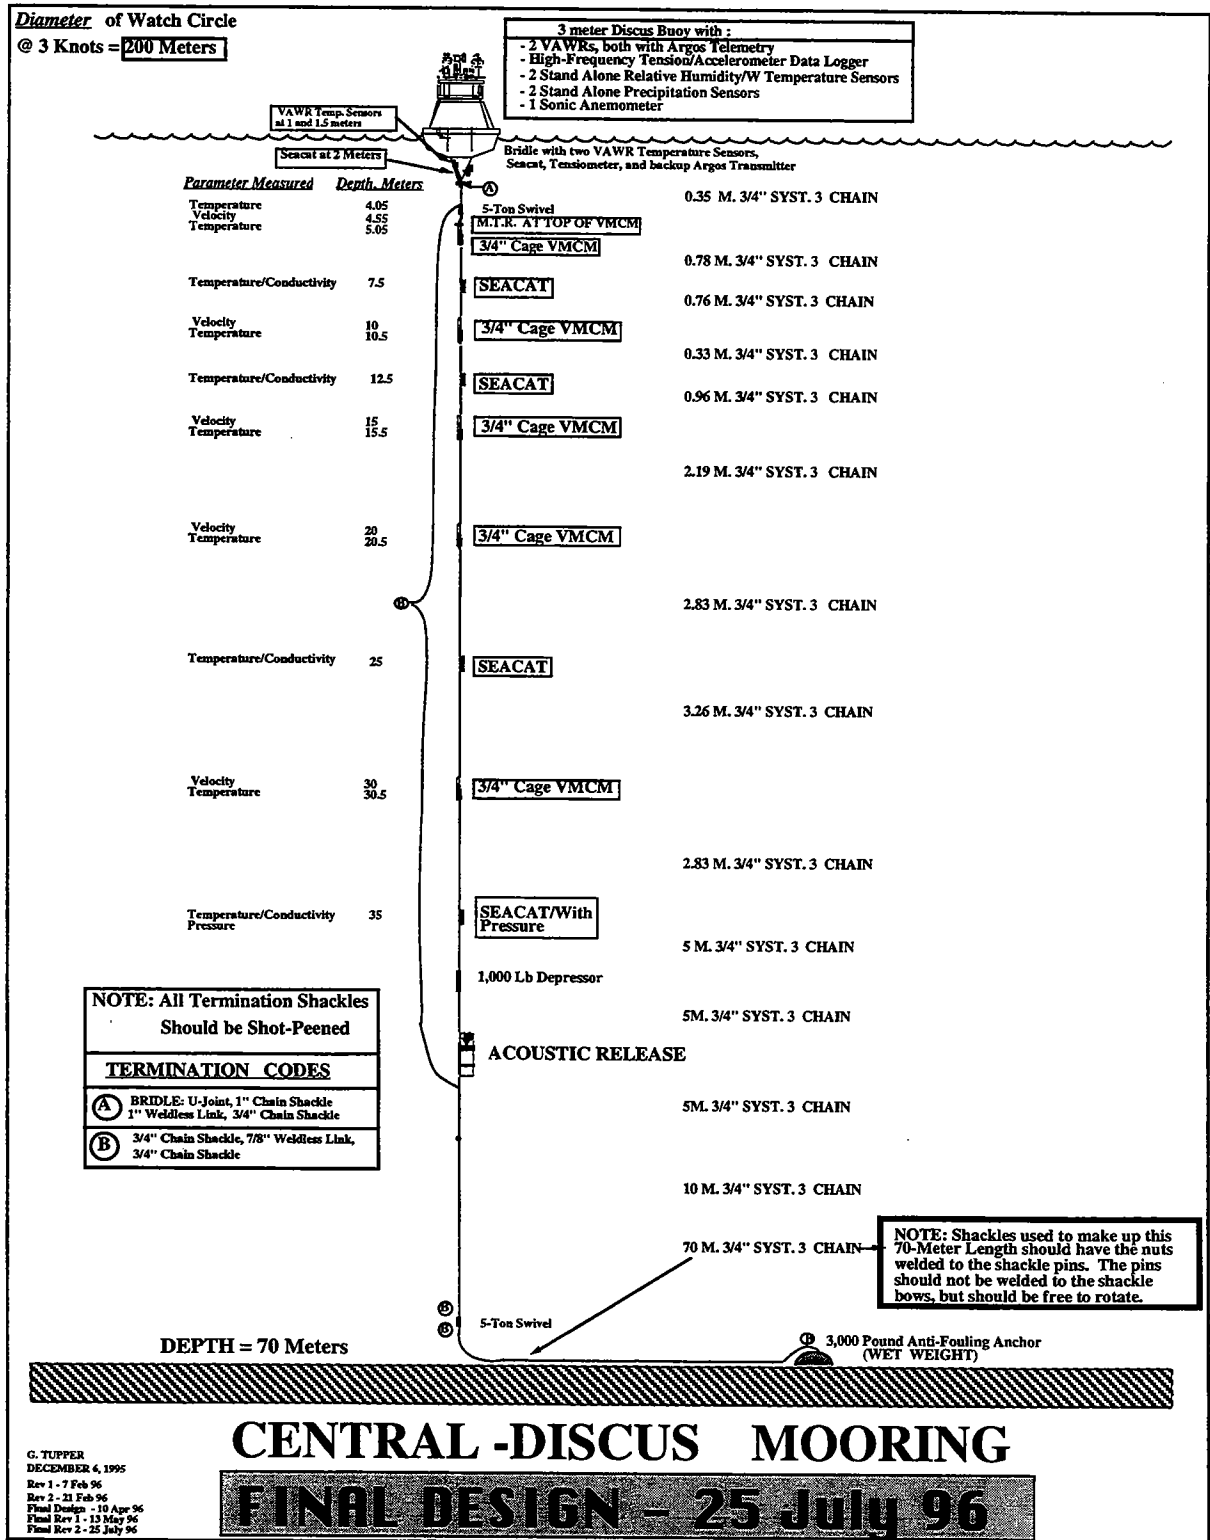 Diameter of Watch Circle
@ 3 Knots = 200 Meters
3 meter Discus Buoy with :
- 2 VAWRs, both with Argos Telemetry
- High-Frequency Tension/Accelerometer Data Logger
- 2 Stand Alone Relative Humidity/W Temperature Sensors
- 2 Stand Alone Precipitation Sensors
- 1 Sonic Anemometer
VAWR Temp. Sensors
at 1 and 1.5 meters
Seacat at 2 Meters
Bridle with two VAWR Temperature Sensors,
Seacat, Tensiometer, and backup Argos Transmitter
Parameter Measured Depth, Meters
A
0.35 M. 3/4" SYST. 3 CHAIN
Temperature 4.05
Velocity 4.55
Temperature 5.05
5-Ton Swivel
M.T.R. AT TOP OF VMCM
3/4" Cage VMCM
0.78 M. 3/4" SYST. 3 CHAIN
Temperature/Conductivity 7.5
SEACAT
0.76 M. 3/4" SYST. 3 CHAIN
Velocity 10
Temperature 10.5
3/4" Cage VMCM
0.33 M. 3/4" SYST. 3 CHAIN
Temperature/Conductivity 12.5
SEACAT
0.96 M. 3/4" SYST. 3 CHAIN
Velocity 15
Temperature 15.5
3/4" Cage VMCM
2.19 M. 3/4" SYST. 3 CHAIN
Velocity 20
Temperature 20.5
3/4" Cage VMCM
B
2.83 M. 3/4" SYST. 3 CHAIN
Temperature/Conductivity 25
SEACAT
3.26 M. 3/4" SYST. 3 CHAIN
Velocity 30
Temperature 30.5
3/4" Cage VMCM
2.83 M. 3/4" SYST. 3 CHAIN
Temperature/Conductivity 35
Pressure
SEACAT/With
Pressure
5 M. 3/4" SYST. 3 CHAIN
1,000 Lb Depressor
5M. 3/4" SYST. 3 CHAIN
ACOUSTIC RELEASE
NOTE: All Termination Shackles
Should be Shot-Peened
TERMINATION CODES
A BRIDLE: U-Joint, 1" Chain Shackle
1" Weldless Link, 3/4" Chain Shackle
B 3/4" Chain Shackle, 7/8" Weldless Link,
3/4" Chain Shackle
5M. 3/4" SYST. 3 CHAIN
10 M. 3/4" SYST. 3 CHAIN
70 M. 3/4" SYST. 3 CHAIN
NOTE: Shackles used to make up this
70-Meter Length should have the nuts
welded to the shackle pins. The pins
should not be welded to the shackle
bows, but should be free to rotate.
B
B
5-Ton Swivel
DEPTH = 70 Meters
B
3,000 Pound Anti-Fouling Anchor
(WET WEIGHT)
CENTRAL -DISCUS MOORING
FINAL DESIGN - 25 July 96
G. TUPPER
DECEMBER 6, 1995
Rev 1 - 7 Feb 96
Rev 2 - 21 Feb 96
Final Design - 10 Apr 96
Final Rev 1 - 13 May 96
Final Rev 2 - 25 July 96